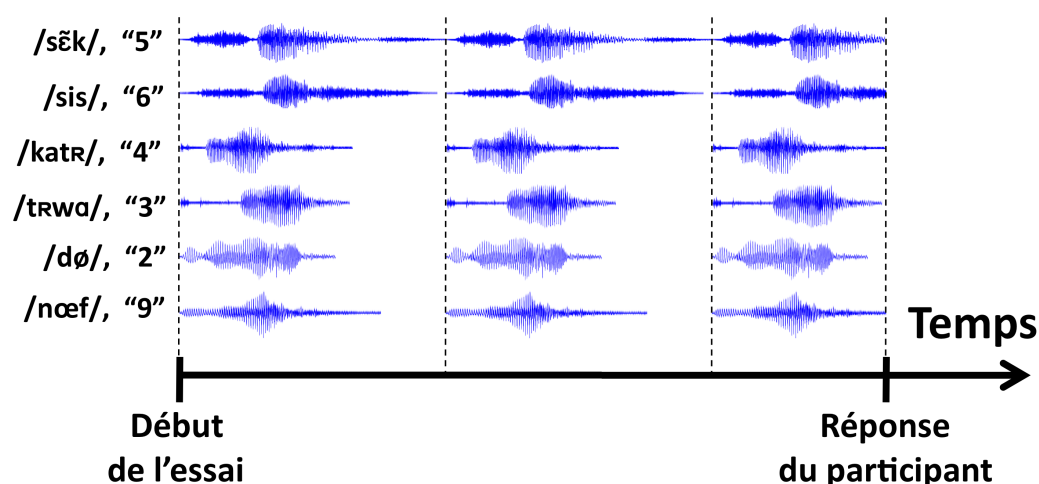 /sɛ̃k/, “5”
/sis/, “6”
/katʀ/, “4”
/tʀwɑ/, “3”
/dø/, “2”
/nœf/, “9”
Temps
Début
de l’essai
Réponse
du participant